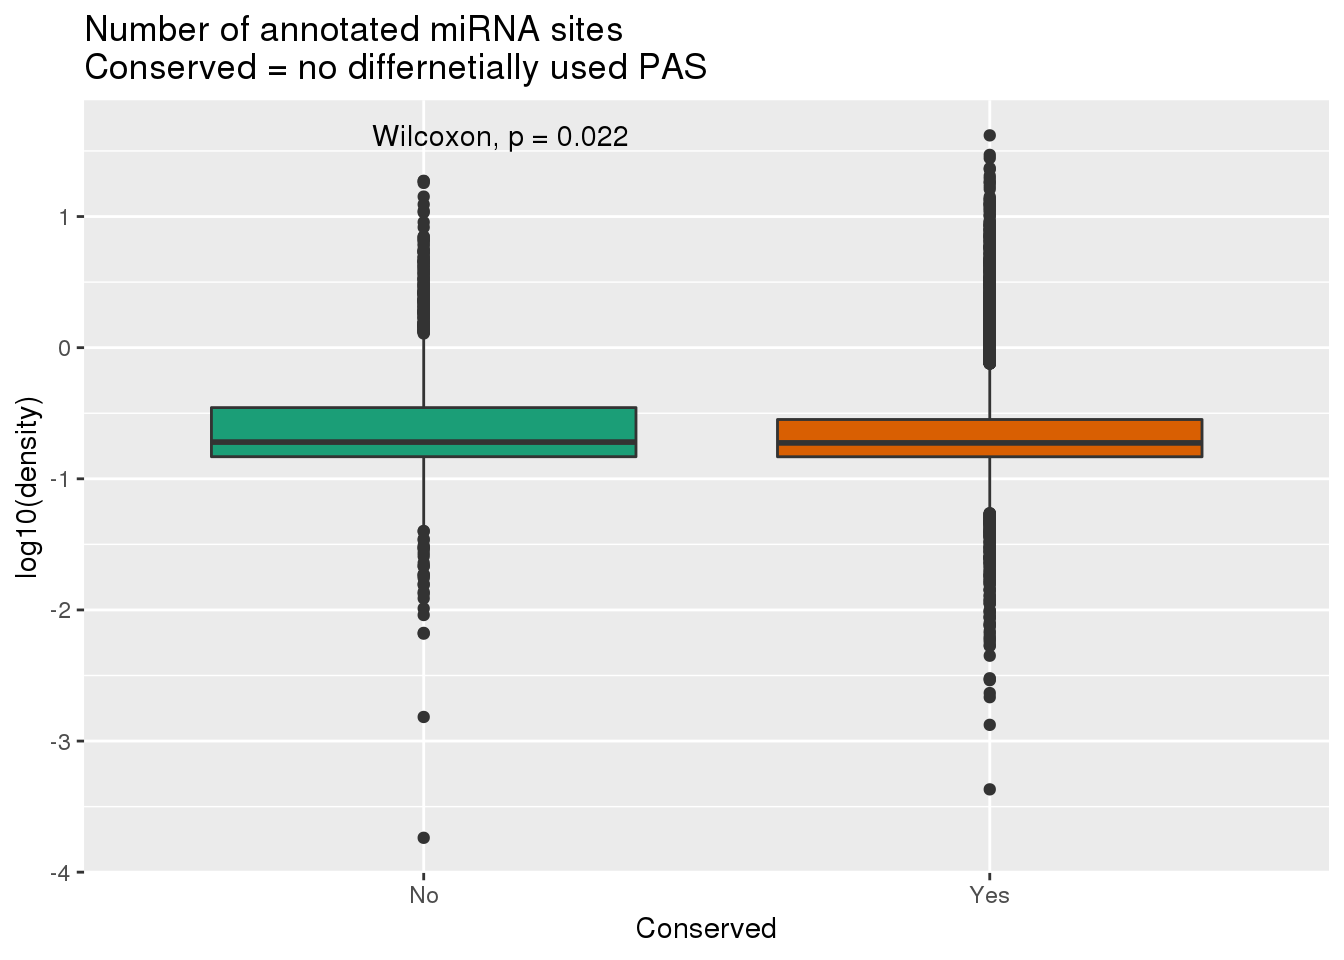 Number of annotated miRNA sites
Conserved = no differnetially used PAS
Wilcoxon, p = 0.022
1
0
-1
-2
-3
-4
log10(density)
No
Yes
Conserved